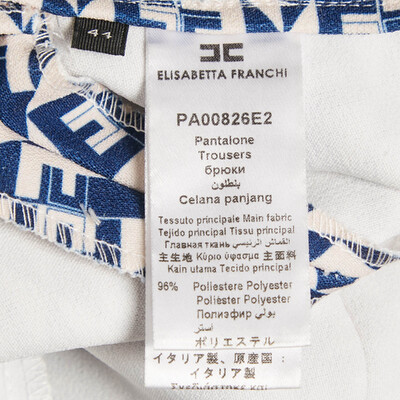 44
ELISABETTA FRANCHI
PA00826E2
Pantalone
Trousers
брюки
بنطلون
Celana panjang
Tessuto principale Main fabric
Tejido principal Tissu principal
Главная ткань القماش الرئيسي
主生地 Κύριο ύφασμα 主面料
Kain utama Tecido principal
96% Poliestere Polyester
Polièster Polyester
Полиэфир بولي
استر
ポリエステル
イタリア製、原産国：
イタリア製